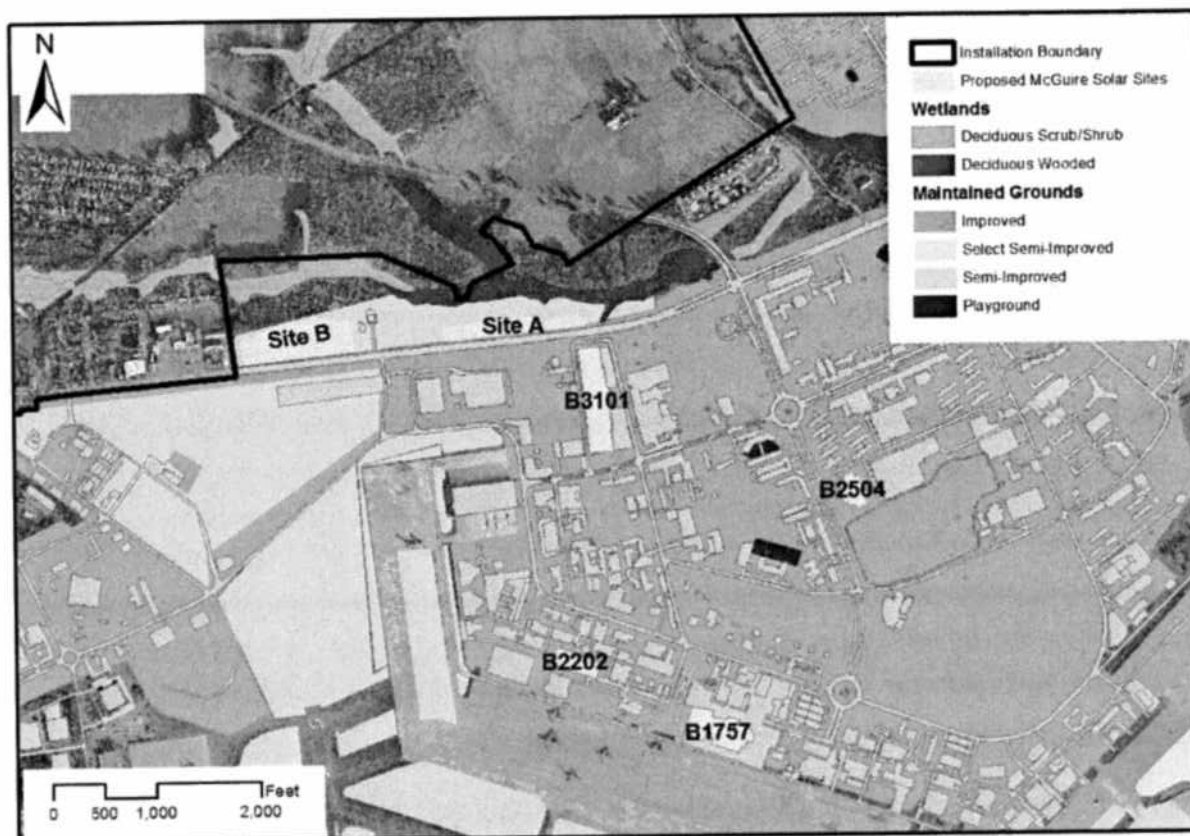 N
Installation Boundary
Proposed McGuire Solar Sites
Wetlands
Deciduous Scrub/Shrub
Deciduous Wooded
Maintained Grounds
Improved
Select Semi-Improved
Semi-Improved
Playground
Site B
Site A
B3101
B2504
B2202
B1757
Feet
0 500 1,000 2,000